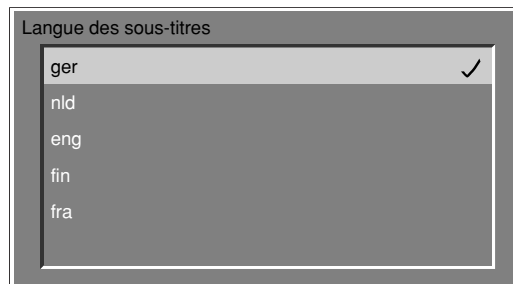 Langue des sous-titres
ger
nld
eng
fin
fra